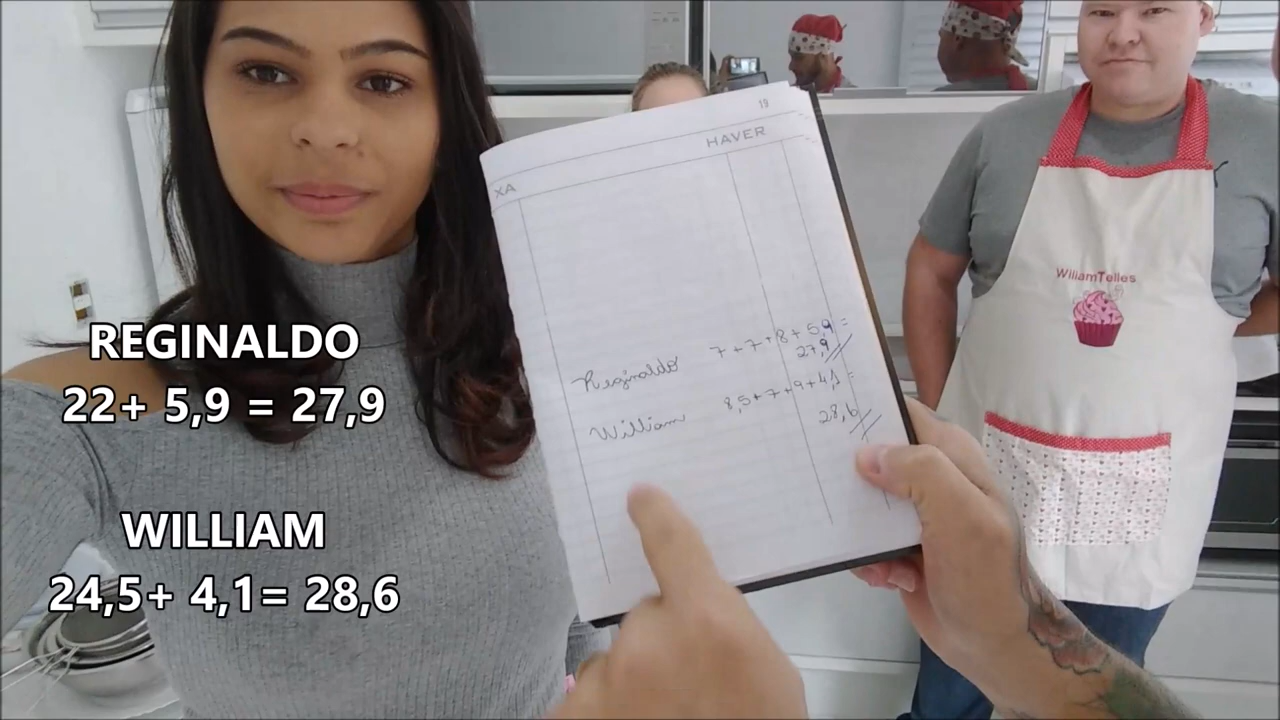 19
HAVER
XA
Reginaldo 7+7+8+5,9 =
27,9//
William 8,5+7+9+4,1 =
28,6//
WilliamTelles
REGINALDO
22+ 5,9 = 27,9
WILLIAM
24,5+ 4,1= 28,6